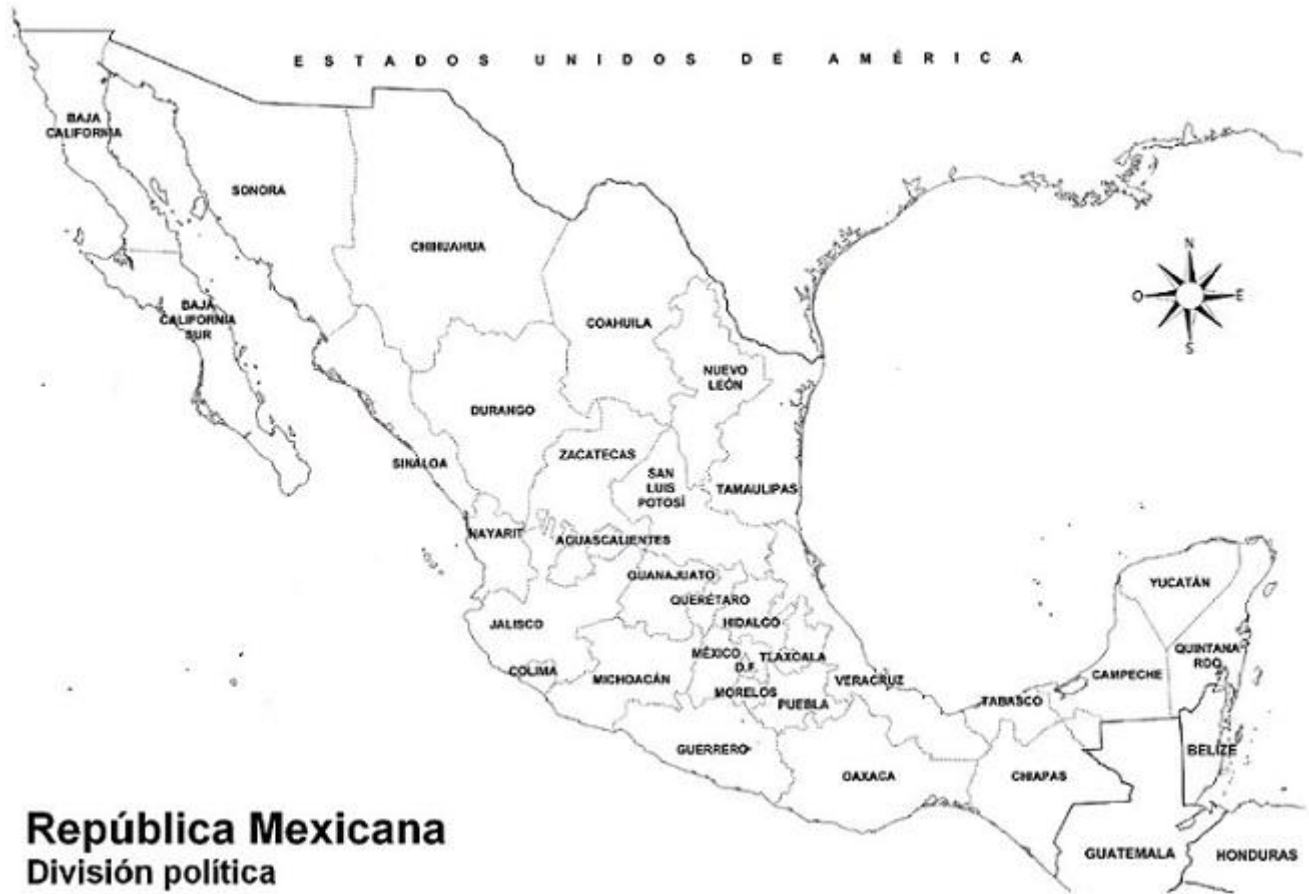 ESTADOS UNIDOS DE AMÉRICA
BAJA
CALIFORNIA
SONORA
CHIHUAHUA
N
O
E
S
BAJA
CALIFORNIA
SUR
COAHUILA
NUEVO
LEÓN
DURANGO
ZACATECAS
SINALOA
SAN
LUIS
POTOSÍ
TAMAULIPAS
NAYARIT
AGUASCALIENTES
GUANAJUATO
YUCATÁN
QUERÉTARO
JALISCO
HIDALGO
MÉXICO
D.F.
TLAXCALA
QUINTANA
ROO
COLIMA
MICHOACÁN
VERACRUZ
CAMPECHE
MORELOS
PUEBLA
TABASCO
GUERRERO
BELIZE
OAXACA
CHIAPAS
República Mexicana
División política
GUATEMALA
HONDURAS